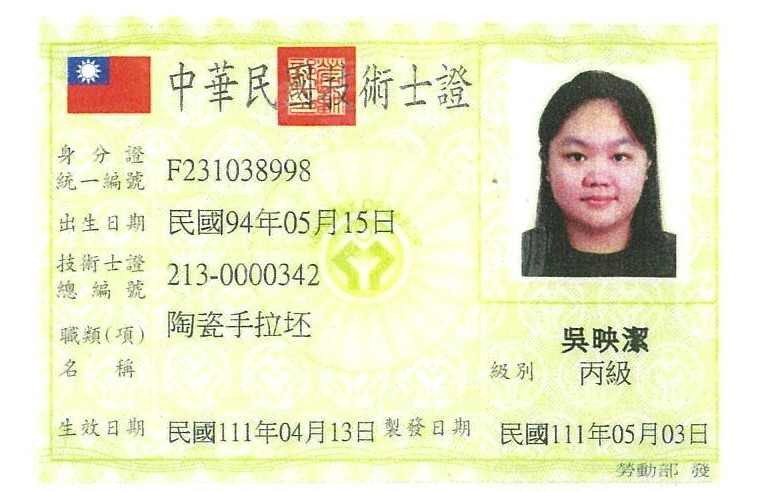 中華民國技術士證
身分證
統一編號 F231038998
出生日期 民國94年05月15日
技術士證
總編號 213-0000342
職類(項)
名稱 陶瓷手拉坯
吳映潔
級別 丙級
生效日期 民國111年04月13日 製發日期 民國111年05月03日
勞動部 發